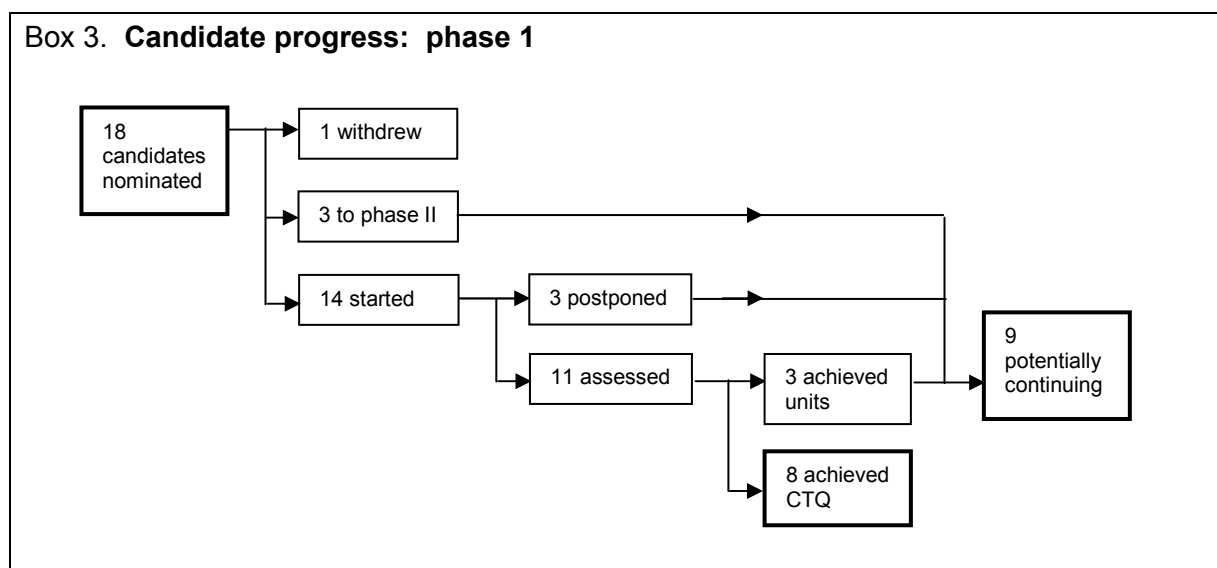 Box 3. Candidate progress: phase 1
18
candidates
nominated
1 withdrew
3 to phase II
14 started
3 postponed
11 assessed
3 achieved
units
8 achieved
CTQ
9
potentially
continuing